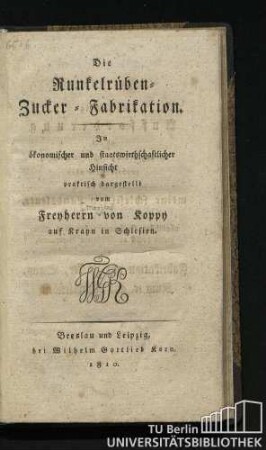 Die
Runkelrüben-
Zucker-Fabrikation.
In
ökonomischer und staatswirthschaftlicher
Hinsicht
praktisch dargestellt
vom
Freyherrn von Koppy
auf Krayn in Schlesien.
Breslau und Leipzig,
bei Wilhelm Gottlieb Korn.
1810.
TU Berlin
UNIVERSITÄTSBIBLIOTHEK